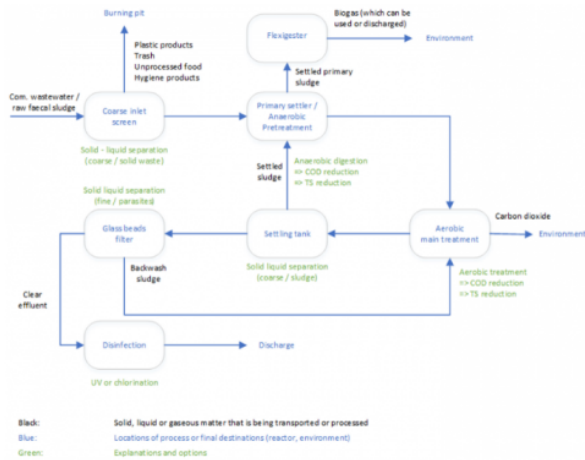 Burning pit
Plastic products
Trash
Unprocessed food
Hygiene products
Biogas (which can be
used or discharged)
Flexigester
Environment
Settled primary
sludge
Com. wastewater /
raw faecal sludge
Coarse inlet
screen
Primary settler /
Anaerobic
Pretreatment
Solid - liquid separation
(coarse / solid waste)
Settled
sludge
Anaerobic digestion
=> COD reduction
=> TS reduction
Solid liquid separation
(fine / parasites)
Glass beads
filter
Settling tank
Aerobic
main treatment
Carbon dioxide
Environment
Backwash
sludge
Solid liquid separation
(coarse / sludge)
Aerobic treatment
=> COD reduction
=> TS reduction
Clear
effluent
Disinfection
Discharge
UV or chlorination
Black: Solid, liquid or gaseous matter that is being transported or processed
Blue: Locations of process or final destinations (reactor, environment)
Green: Explanations and options